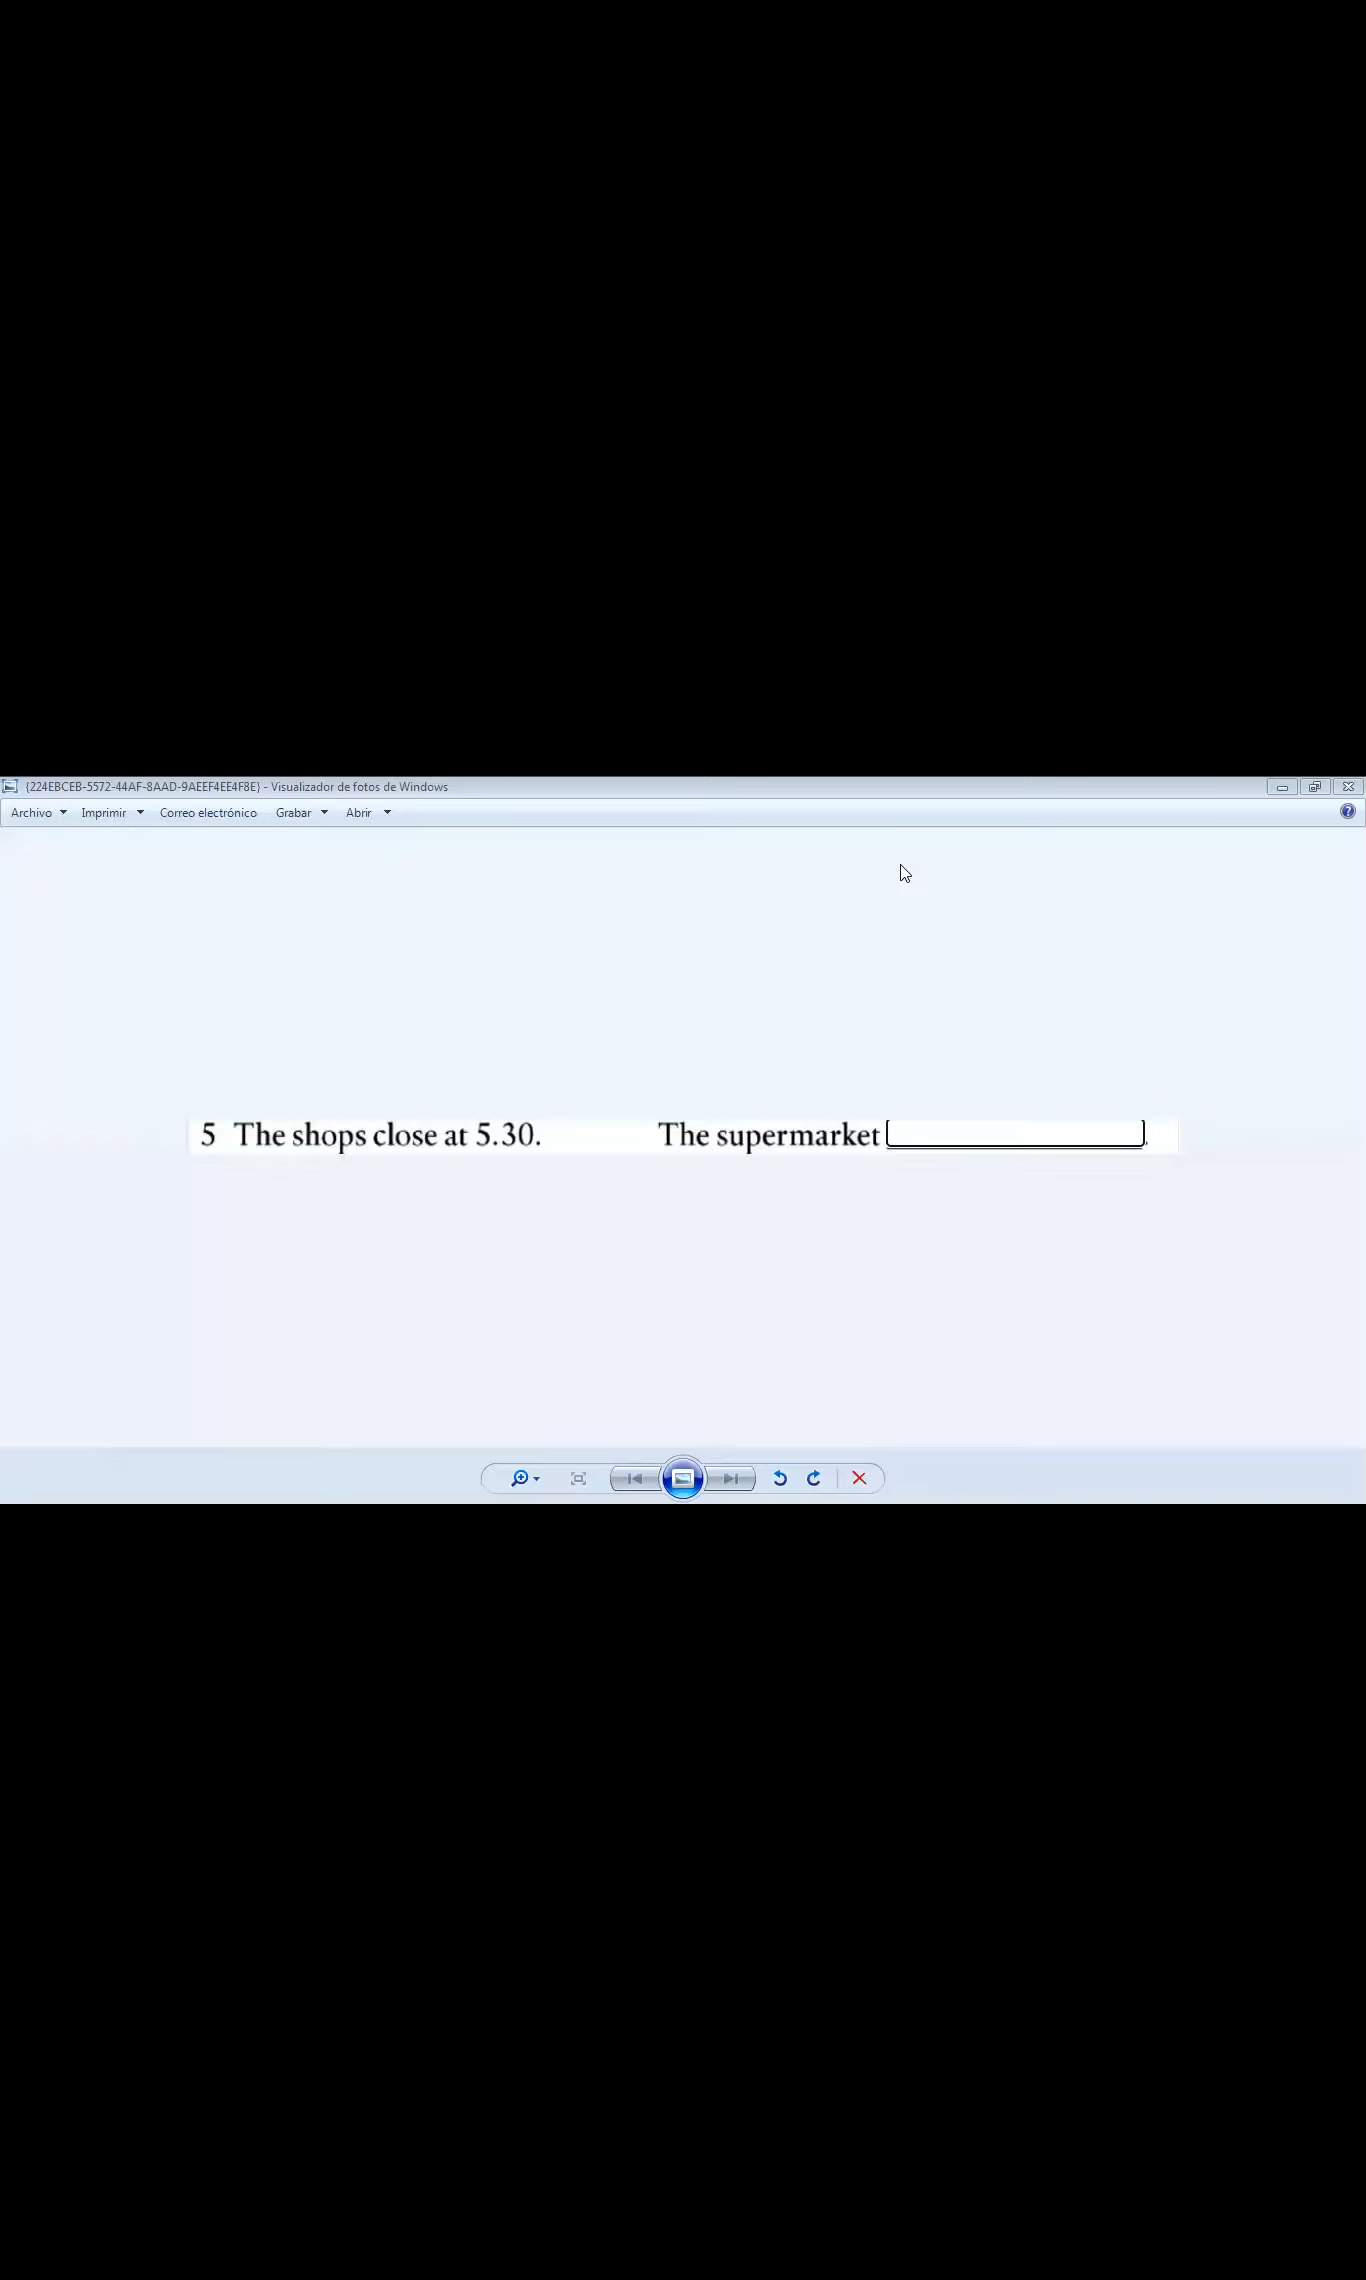 {224EBCEB-5572-44AF-8AAD-9AEEF4EE4F8E} - Visualizador de fotos de Windows
Archivo Imprimir Correo electrónico Grabar Abrir
5 The shops close at 5.30. The supermarket .